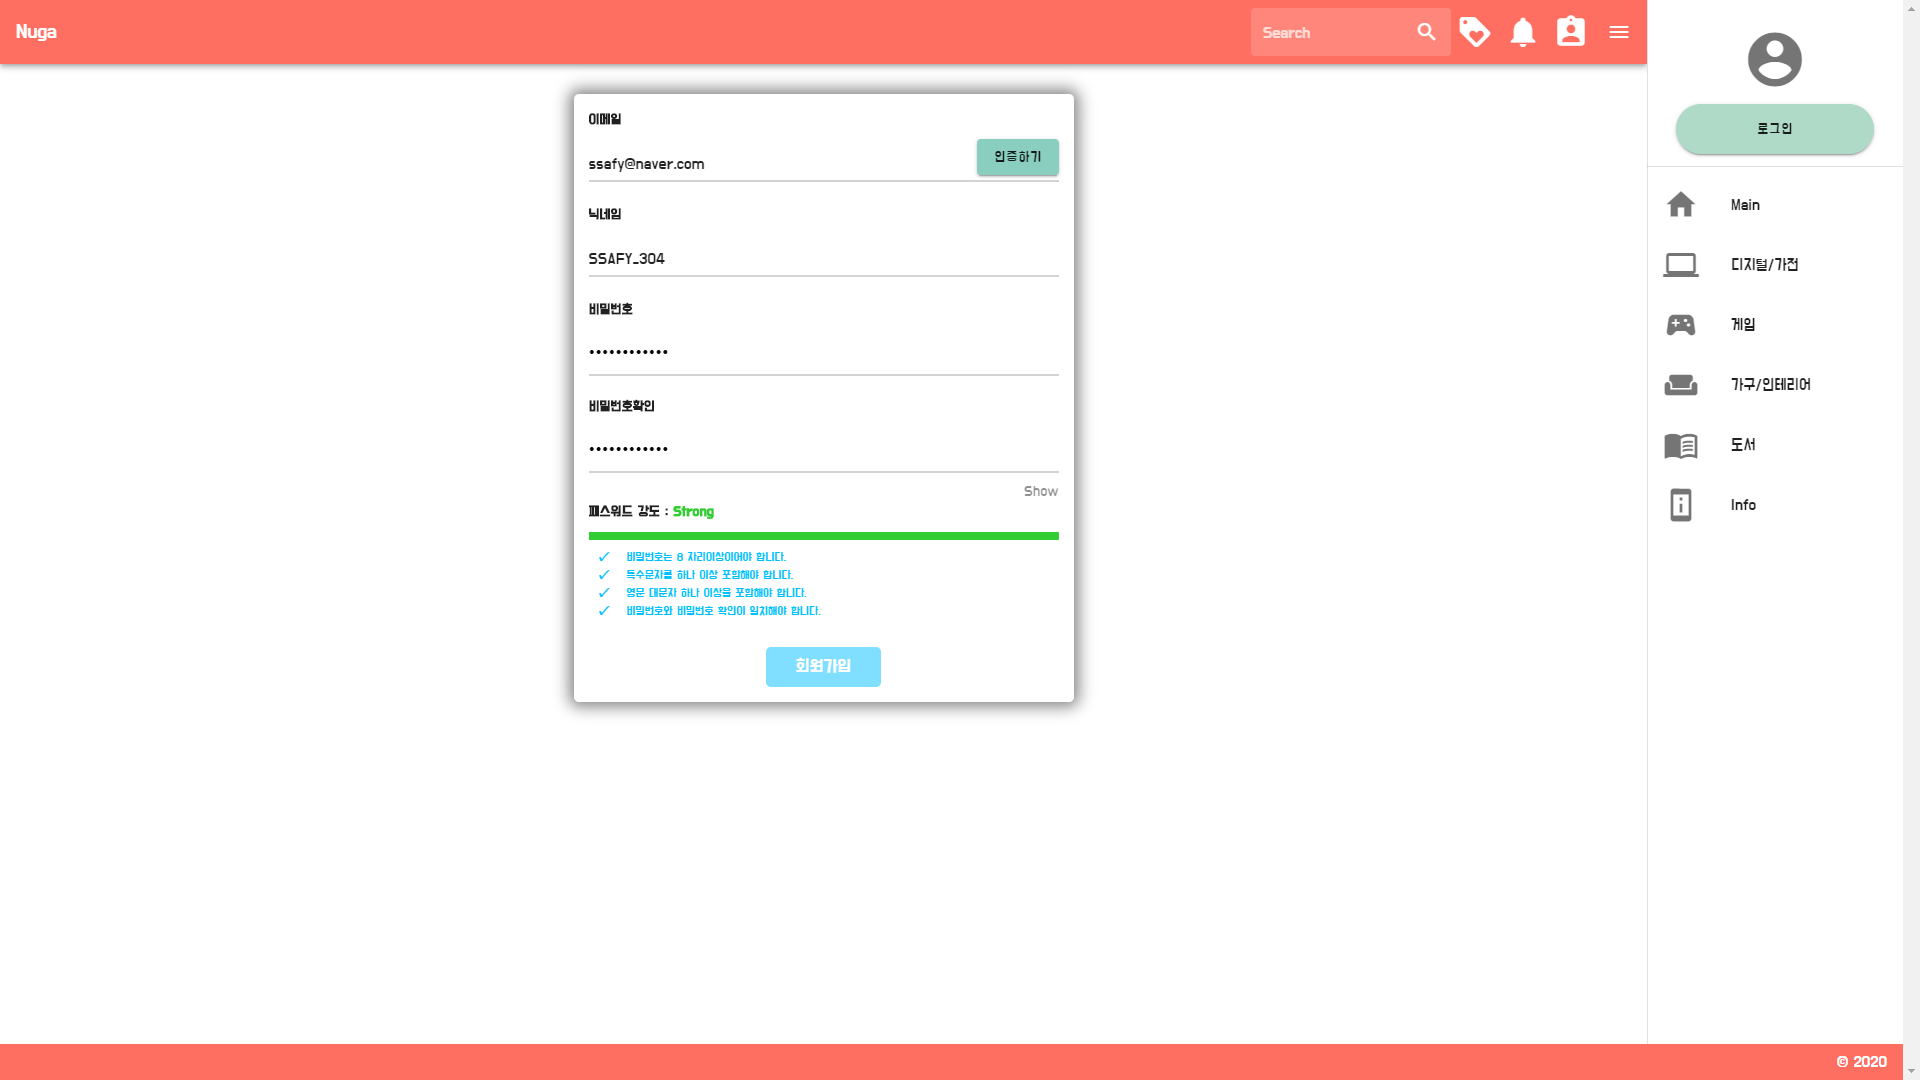 Nuga
Search
이메일
ssafy@naver.com
인증하기
닉네임
SSAFY_304
비밀번호
••••••••••••
비밀번호확인
••••••••••••
Show
패스워드 강도 : Strong
✓ 비밀번호는 8 자리이상이어야 합니다.
✓ 특수문자를 하나 이상 포함해야 합니다.
✓ 영문 대문자 하나 이상을 포함해야 합니다.
✓ 비밀번호와 비밀번호 확인이 일치해야 합니다.
회원가입
로그인
Main
디지털/가전
게임
가구/인테리어
도서
Info
© 2020